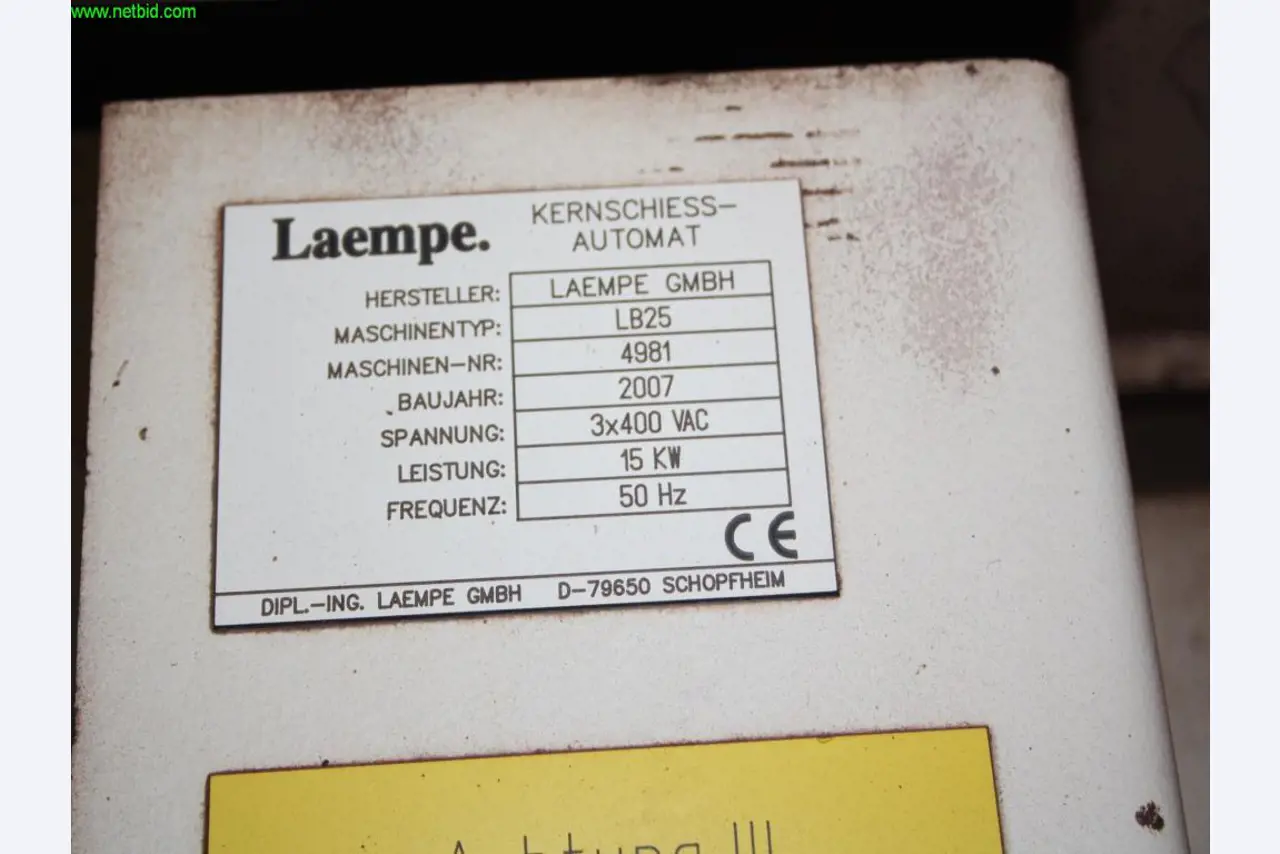 www.netbid.com
Laempe.
KERNSCHIESS-
AUTOMAT
HERSTELLER: LAEMPE GMBH
MASCHINENTYP: LB25
MASCHINEN-NR: 4981
BAUJAHR: 2007
SPANNUNG: 3x400 VAC
LEISTUNG: 15 KW
FREQUENZ: 50 Hz
CE
DIPL.-ING. LAEMPE GMBH D-79650 SCHOPFHEIM
Achtung !!!